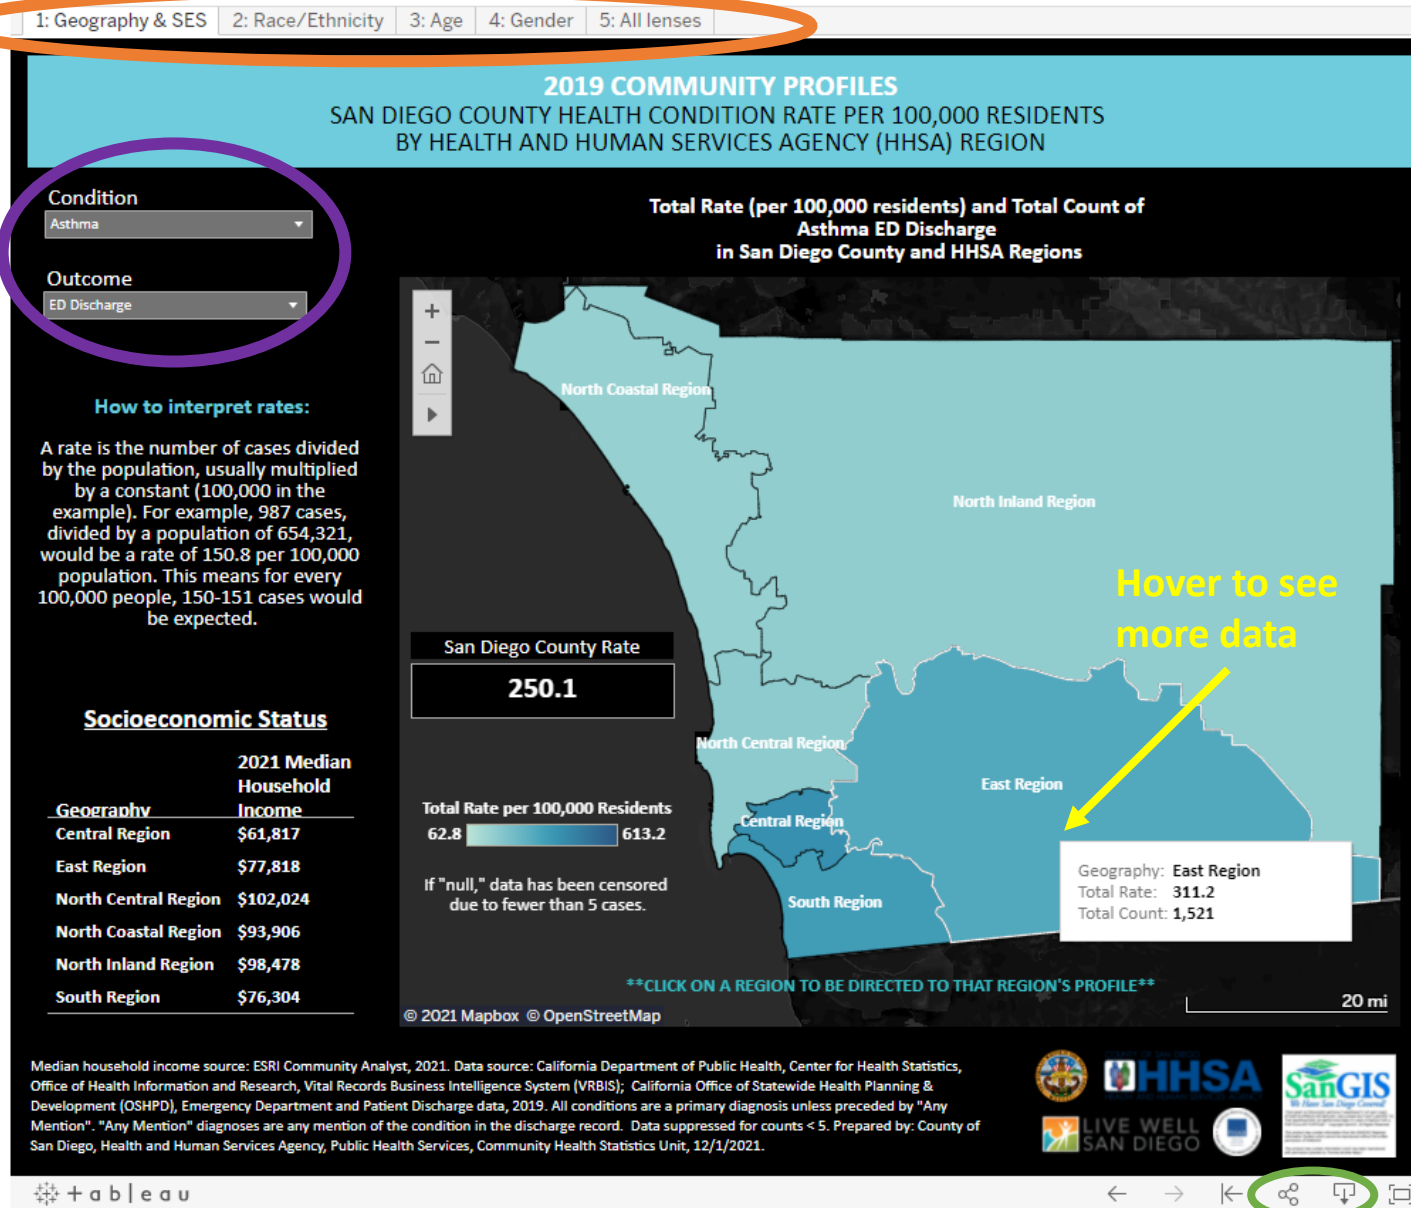 1: Geography & SES 2: Race/Ethnicity 3: Age 4: Gender 5: All lenses
2019 COMMUNITY PROFILES
SAN DIEGO COUNTY HEALTH CONDITION RATE PER 100,000 RESIDENTS
BY HEALTH AND HUMAN SERVICES AGENCY (HHSA) REGION
Condition
Asthma
Outcome
ED Discharge
How to interpret rates:
A rate is the number of cases divided
by the population, usually multiplied
by a constant (100,000 in the
example). For example, 987 cases,
divided by a population of 654,321,
would be a rate of 150.8 per 100,000
population. This means for every
100,000 people, 150-151 cases would
be expected.
Socioeconomic Status
2021 Median
Household
Geography Income
Central Region $61,817
East Region $77,818
North Central Region $102,024
North Coastal Region $93,906
North Inland Region $98,478
South Region $76,304
Total Rate (per 100,000 residents) and Total Count of
Asthma ED Discharge
in San Diego County and HHSA Regions
North Coastal Region
North Inland Region
Hover to see
more data
San Diego County Rate
250.1
North Central Region
East Region
Central Region
South Region
Total Rate per 100,000 Residents
62.8 613.2
If "null," data has been censored
due to fewer than 5 cases.
Geography: East Region
Total Rate: 311.2
Total Count: 1,521
**CLICK ON A REGION TO BE DIRECTED TO THAT REGION'S PROFILE**
20 mi
© 2021 Mapbox © OpenStreetMap
Median household income source: ESRI Community Analyst, 2021. Data source: California Department of Public Health, Center for Health Statistics,
Office of Health Information and Research, Vital Records Business Intelligence System (VRBIS); California Office of Statewide Health Planning &
Development (OSHPD), Emergency Department and Patient Discharge data, 2019. All conditions are a primary diagnosis unless preceded by "Any
Mention". "Any Mention" diagnoses are any mention of the condition in the discharge record. Data suppressed for counts < 5. Prepared by: County of
San Diego, Health and Human Services Agency, Public Health Services, Community Health Statistics Unit, 12/1/2021.
HHSA
LIVE WELL
SAN DIEGO
SanGIS
We Have San Diego Covered!
+ableau